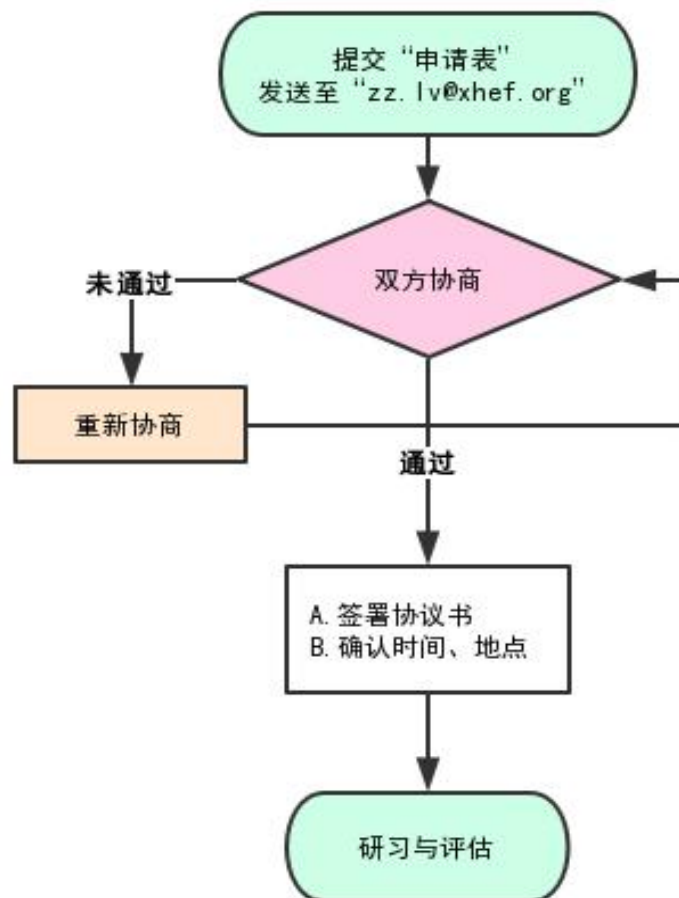 提交“申请表”
发送至“zz.lv@xhef.org”
双方协商
未通过
重新协商
通过
A.签署协议书
B.确认时间、地点
研习与评估